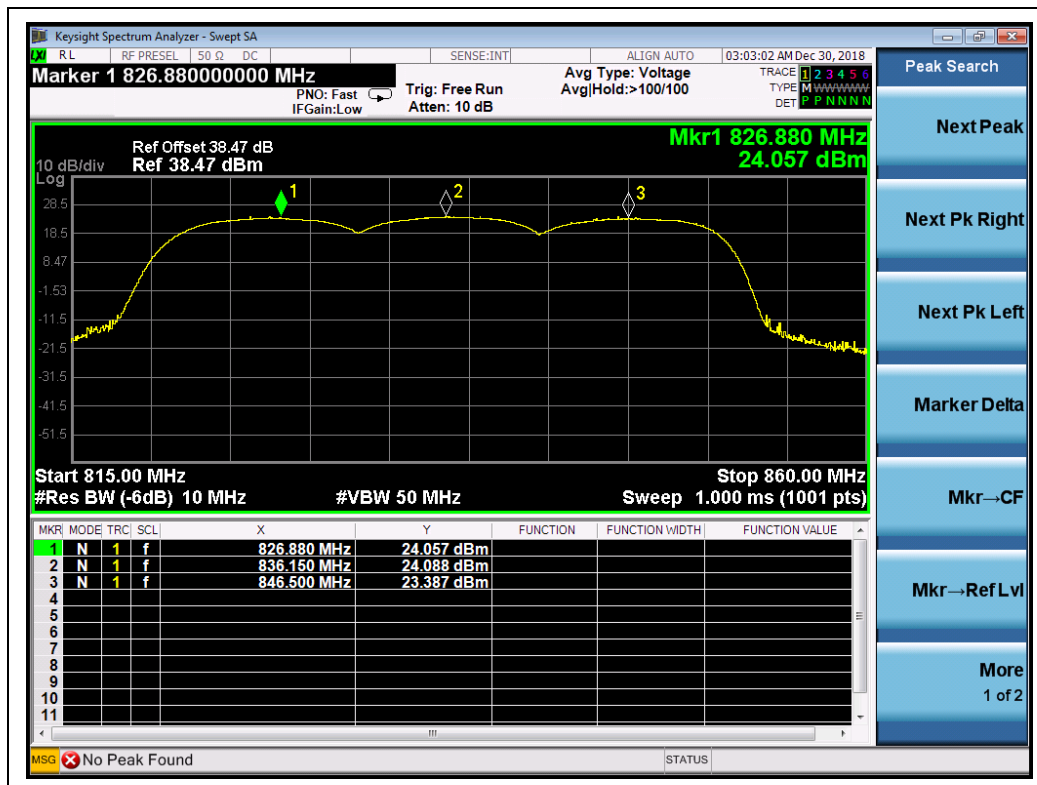 Keysight Spectrum Analyzer - Swept SA
LXI RL RF PRESEL 50 Ω DC SENSE:INT ALIGN AUTO 03:03:02 AM Dec 30, 2018
Marker 1 826.880000000 MHz
PNO: Fast
IFGain:Low
Trig: Free Run
Atten: 10 dB
Avg Type: Voltage
Avg|Hold:>100/100
TRACE 1 2 3 4 5 6
TYPE M WWWWW
DET P P N N N N
Mkr1 826.880 MHz
24.057 dBm
Ref Offset 38.47 dB
10 dB/div Ref 38.47 dBm
Log
28.5
18.5
8.47
-1.53
-11.5
-21.5
-31.5
-41.5
-51.5
1
2
3
Start 815.00 MHz Stop 860.00 MHz
#Res BW (-6dB) 10 MHz #VBW 50 MHz Sweep 1.000 ms (1001 pts)
MKR MODE TRC SCL X Y FUNCTION FUNCTION WIDTH FUNCTION VALUE
1 N 1 f 826.880 MHz 24.057 dBm
2 N 1 f 836.150 MHz 24.088 dBm
3 N 1 f 846.500 MHz 23.387 dBm
4
5
6
7
8
9
10
11
MSG No Peak Found STATUS
Peak Search
Next Peak
Next Pk Right
Next Pk Left
Marker Delta
Mkr→CF
Mkr→Ref Lvl
More
1 of 2